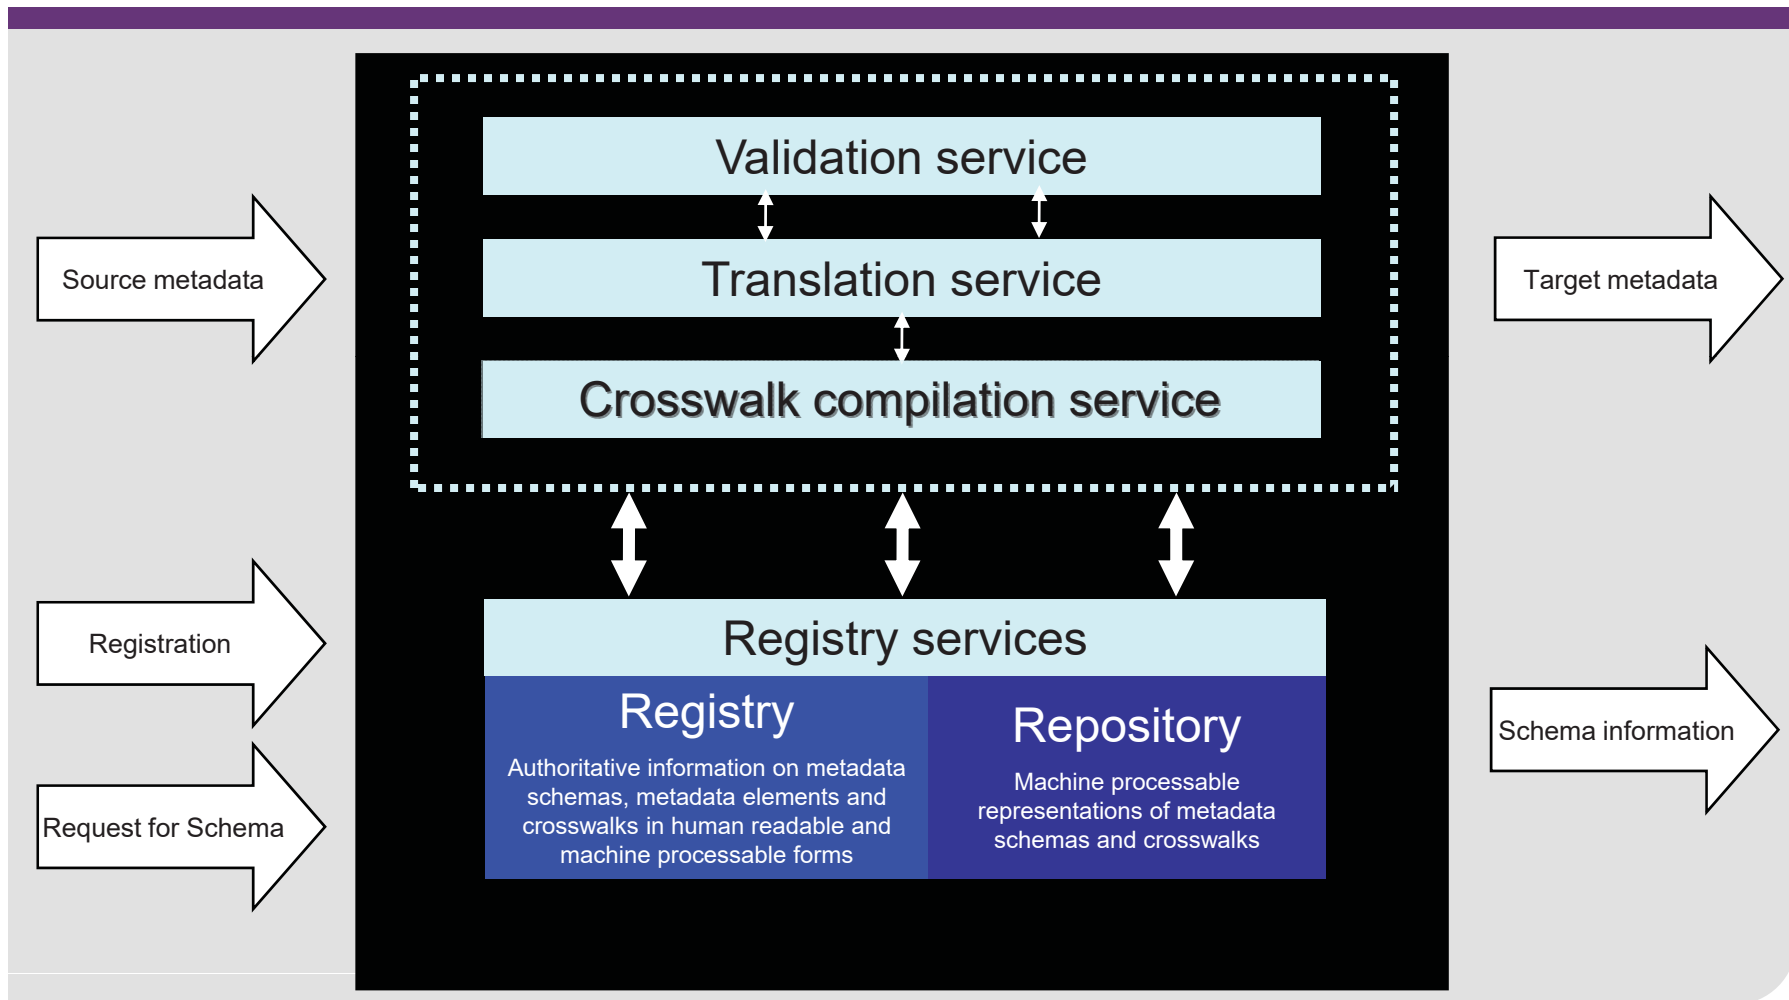 Validation service
Source metadata
Translation service
Target metadata
Crosswalk compilation service
Registration
Registry services
Registry
Authoritative information on metadata
schemas, metadata elements and
crosswalks in human readable and
machine processable forms
Repository
Machine processable
representations of metadata
schemas and crosswalks
Schema information
Request for Schema